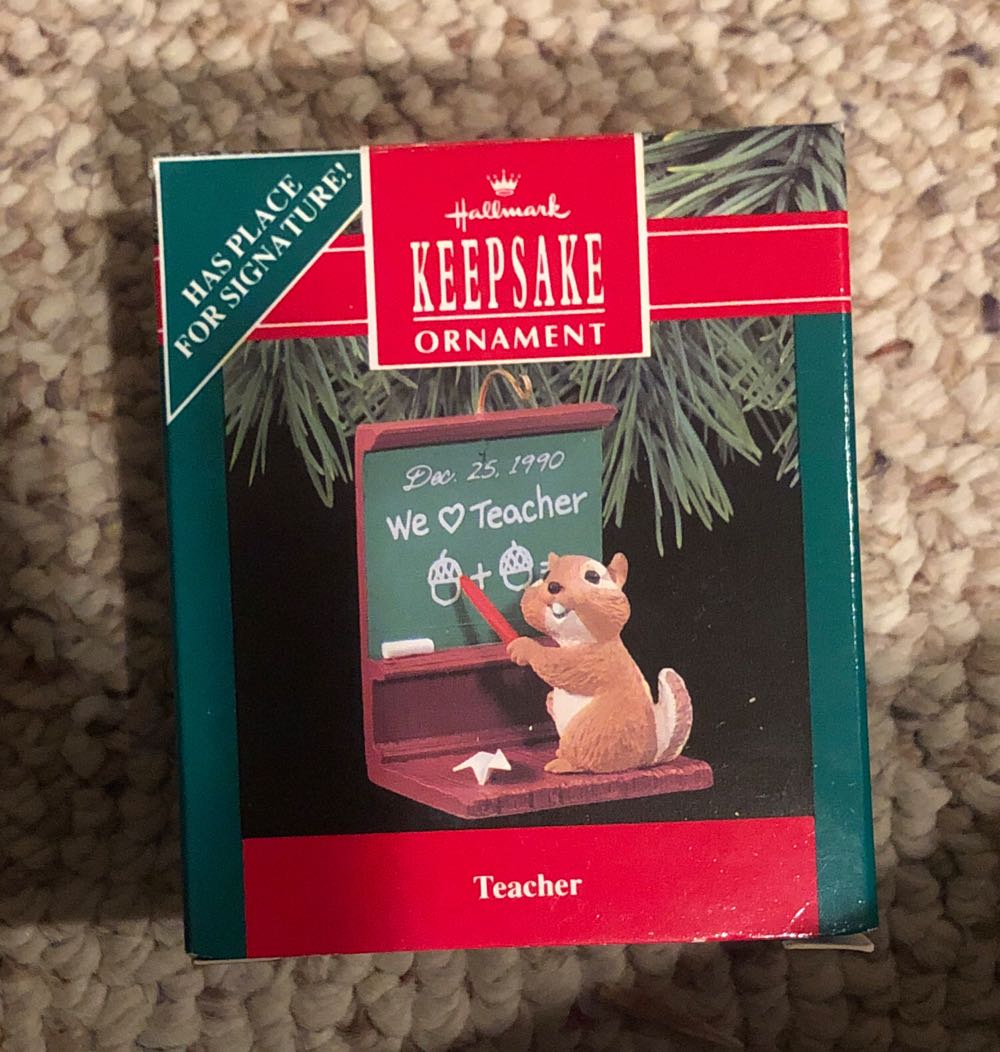 HAS PLACE
FOR SIGNATURE!
Hallmark
KEEPSAKE
ORNAMENT
Dec. 25, 1990
We ♡ Teacher
+ =
Teacher